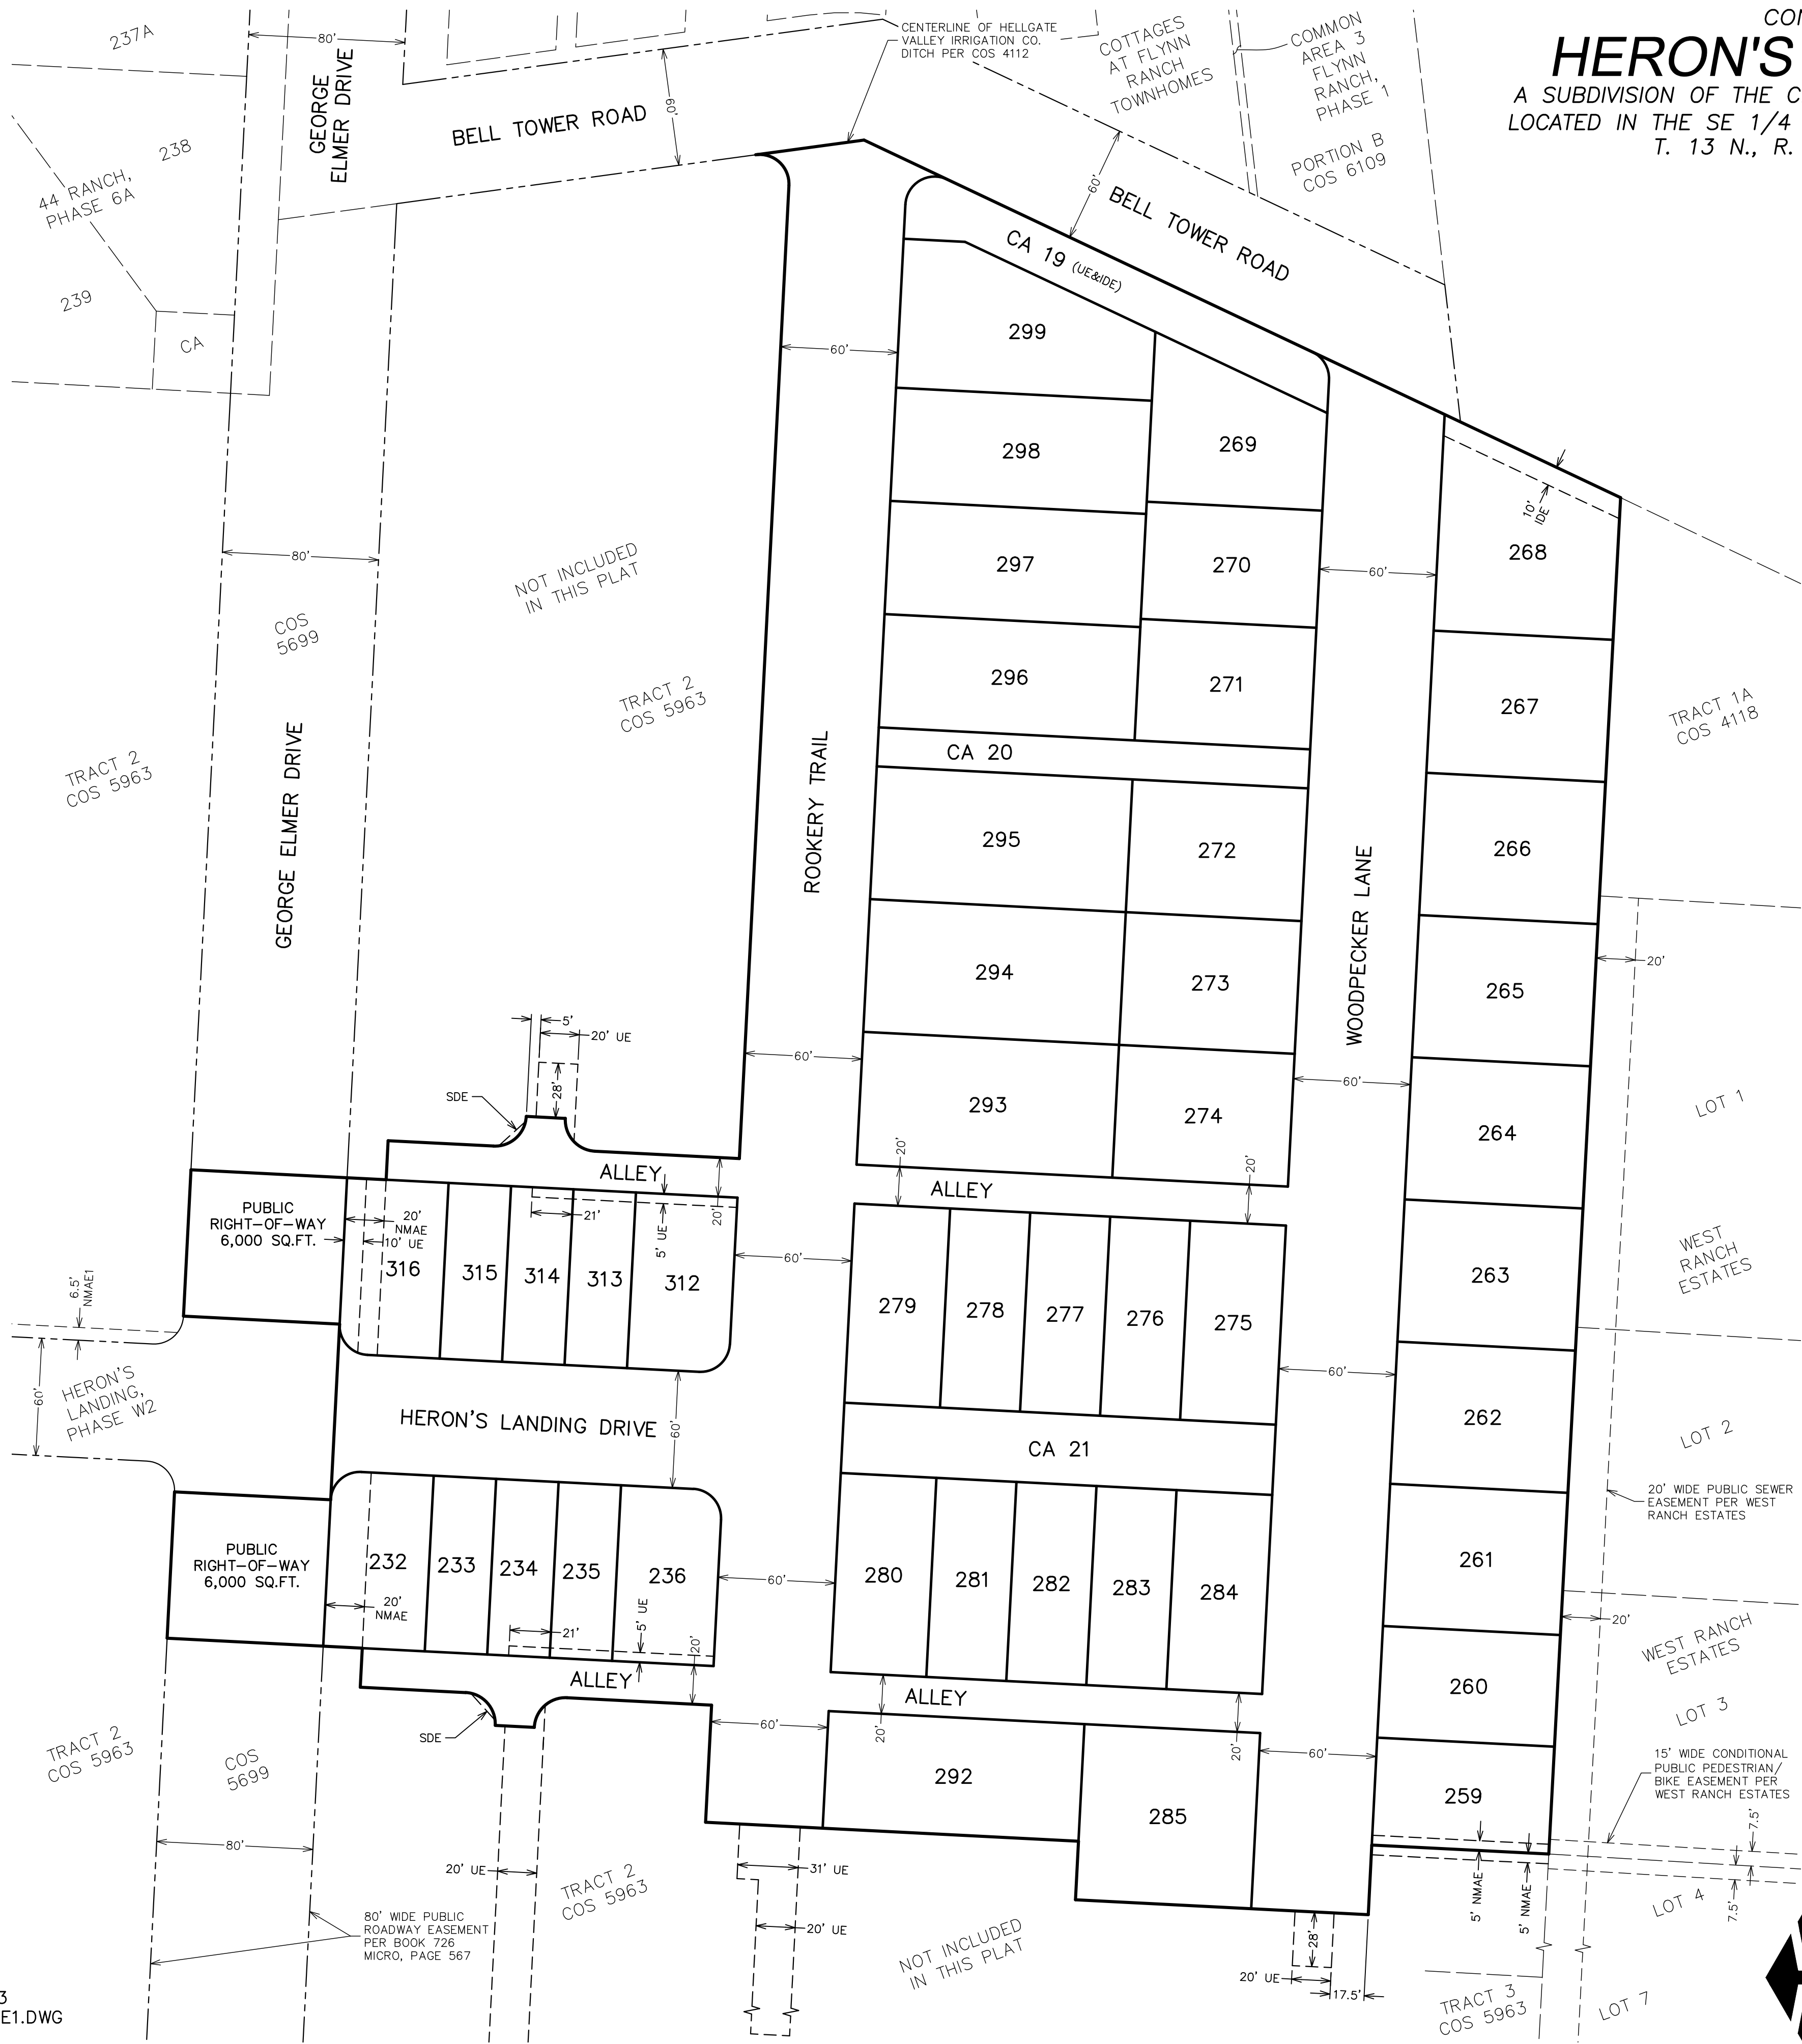 CON
HERON'S
A SUBDIVISION OF THE C
LOCATED IN THE SE 1/4
T. 13 N., R.
237A
80'
GEORGE
ELMER DRIVE
BELL TOWER ROAD
60'
CENTERLINE OF HELLGATE
VALLEY IRRIGATION CO.
DITCH PER COS 4112
COTTAGES
AT FLYNN
RANCH
TOWNHOMES
COMMON
AREA 3
FLYNN
RANCH,
PHASE 1
PORTION B
COS 6109
238
44 RANCH,
PHASE 6A
239
CA
60'
BELL TOWER ROAD
CA 19 (UE&IDE)
299
60'
298
269
10'
IDE
268
80'
NOT INCLUDED
IN THIS PLAT
297
270
60'
COS
5699
296
271
267
TRACT 2
COS 5963
TRACT 1A
COS 4118
TRACT 2
COS 5963
GEORGE ELMER DRIVE
ROOKERY TRAIL
CA 20
295
272
266
WOODPECKER LANE
294
273
265
20'
5'
20' UE
28'
SDE
60'
60'
293
274
264
LOT 1
20'
20'
ALLEY
ALLEY
PUBLIC
RIGHT-OF-WAY
6,000 SQ.FT.
20'
NMAE
10' UE
21'
5' UE
20'
316
315
314
313
312
60'
279
278
277
276
275
263
WEST
RANCH
ESTATES
6.5'
NMAE1
60'
HERON'S
LANDING,
PHASE W2
HERON'S LANDING DRIVE
60'
60'
CA 21
262
LOT 2
20' WIDE PUBLIC SEWER
EASEMENT PER WEST
RANCH ESTATES
PUBLIC
RIGHT-OF-WAY
6,000 SQ.FT.
232
233
234
235
236
20'
NMAE
21'
5' UE
20'
60'
280
281
282
283
284
261
20'
WEST RANCH
ESTATES
ALLEY
ALLEY
260
LOT 3
SDE
60'
20'
20'
60'
TRACT 2
COS 5963
COS
5699
292
285
259
15' WIDE CONDITIONAL
PUBLIC PEDESTRIAN/
BIKE EASEMENT PER
WEST RANCH ESTATES
7.5'
80'
20' UE
TRACT 2
COS 5963
31' UE
5' NMAE
5' NMAE
7.5'
LOT 4
80' WIDE PUBLIC
ROADWAY EASEMENT
PER BOOK 726
MICRO, PAGE 567
20' UE
NOT INCLUDED
IN THIS PLAT
28'
20' UE
17.5'
TRACT 3
COS 5963
LOT 7
3
E1.DWG